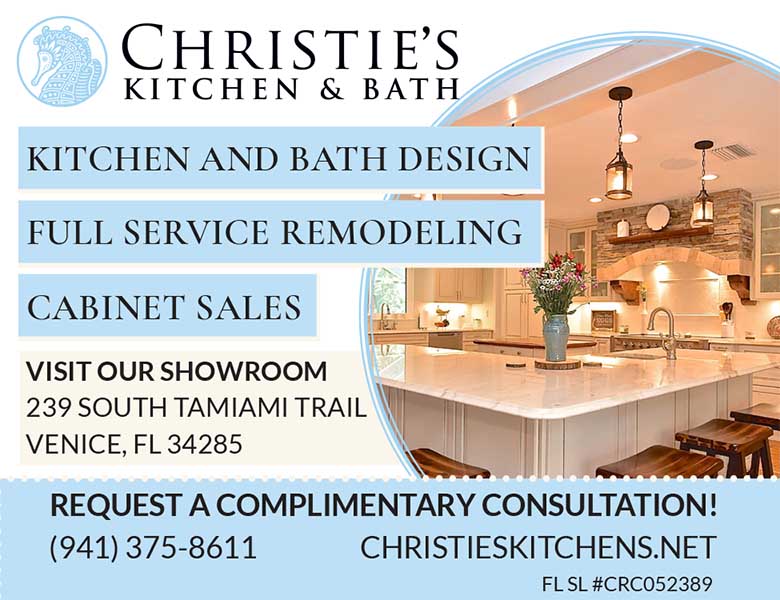 CHRISTIE'S
KITCHEN & BATH
KITCHEN AND BATH DESIGN
FULL SERVICE REMODELING
CABINET SALES
VISIT OUR SHOWROOM
239 SOUTH TAMIAMI TRAIL
VENICE, FL 34285
REQUEST A COMPLIMENTARY CONSULTATION!
(941) 375-8611
CHRISTIESKITCHENS.NET
FL SL #CRC052389